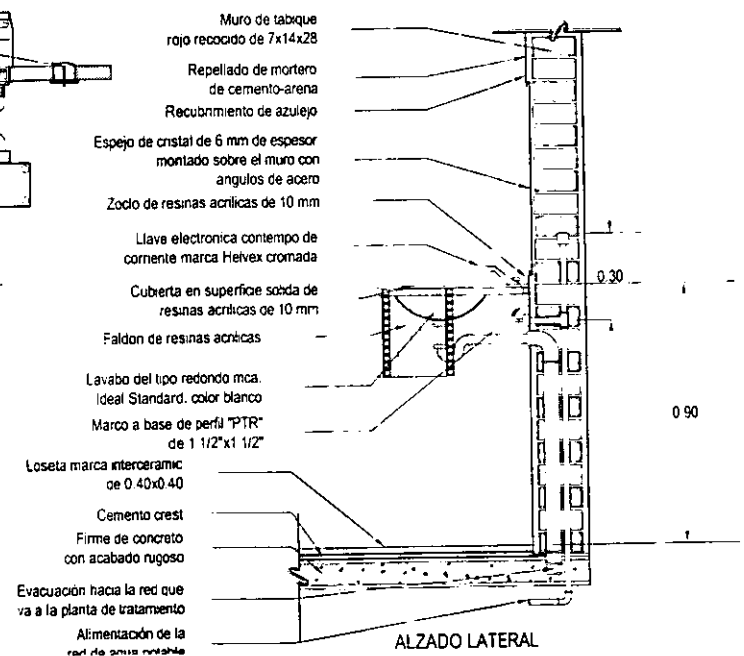 Muro de tabique
rojo recocido de 7x14x28
Repellado de mortero
de cemento-arena
Recubrimiento de azulejo
Espejo de cristal de 6 mm de espesor
montado sobre el muro con
angulos de acero
Zoclo de resinas acrilicas de 10 mm
Llave electronica contempo de
corriente marca Helvex cromada
Cubierta en superficie solida de
resinas acrilicas de 10 mm
Faldon de resinas acrilicas
Lavabo del tipo redondo mca.
Ideal Standard. color blanco
Marco a base de perfil "PTR"
de 1 1/2"x1 1/2"
Loseta marca interceramic
de 0.40x0.40
Cemento crest
Firme de concreto
con acabado rugoso
Evacuación hacia la red que
va a la planta de tratamiento
Alimentación de la
red de agua potable
0.30
0.90
ALZADO LATERAL